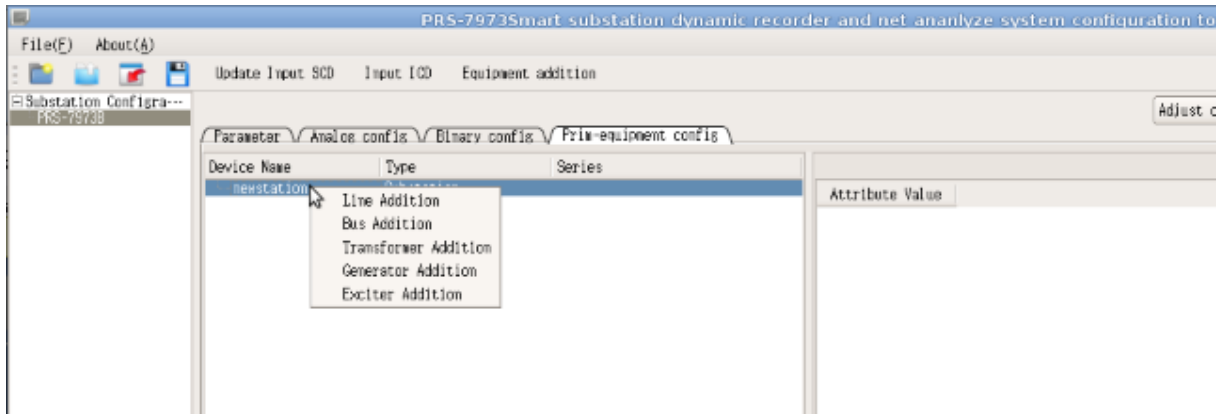 PRS-7973Smart substation dynamic recorder and net ananlyze system configuration to
File(F) About(A)
Update Input SCD Input ICD Equipment addition
Substation Configra---
PRS-7973B
Adjust c
Parameter Analog config Binary config Prim-equipment config
Device Name Type Series
newstation
Attribute Value
Line Addition
Bus Addition
Transformer Addition
Generator Addition
Exciter Addition